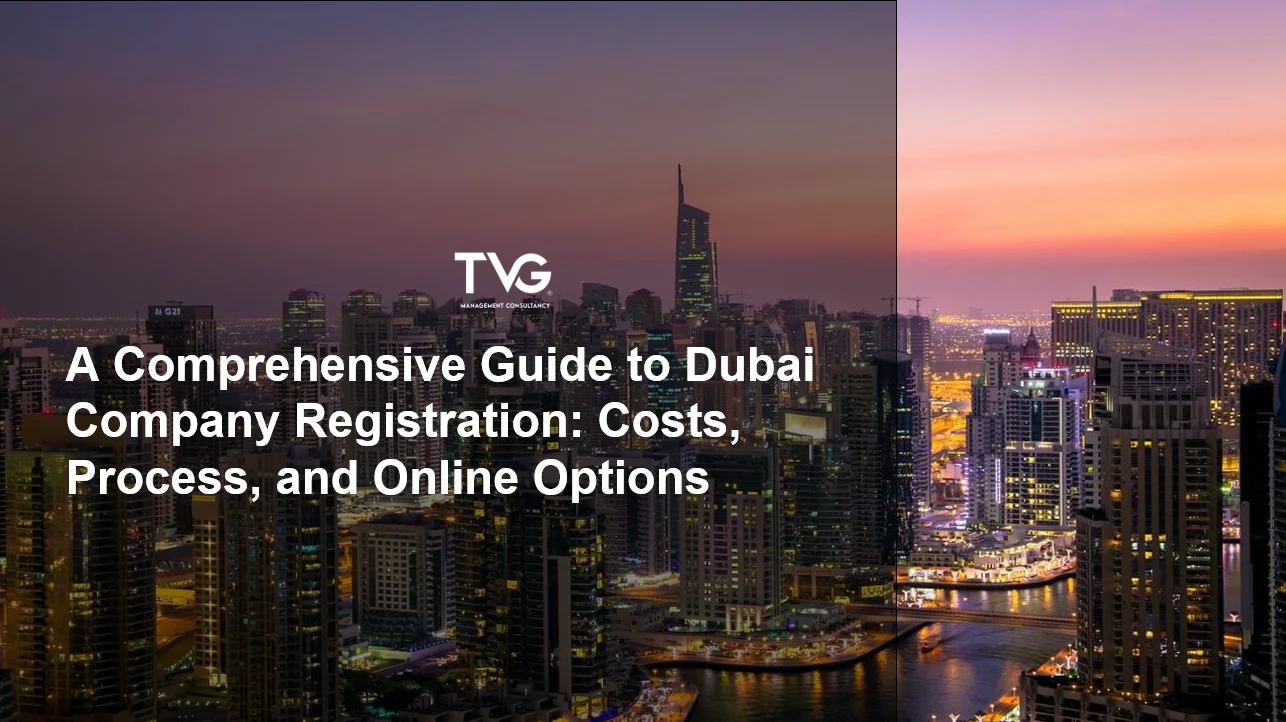 G21
TVG
MANAGEMENT CONSULTANCY
A Comprehensive Guide to Dubai
Company Registration: Costs,
Process, and Online Options